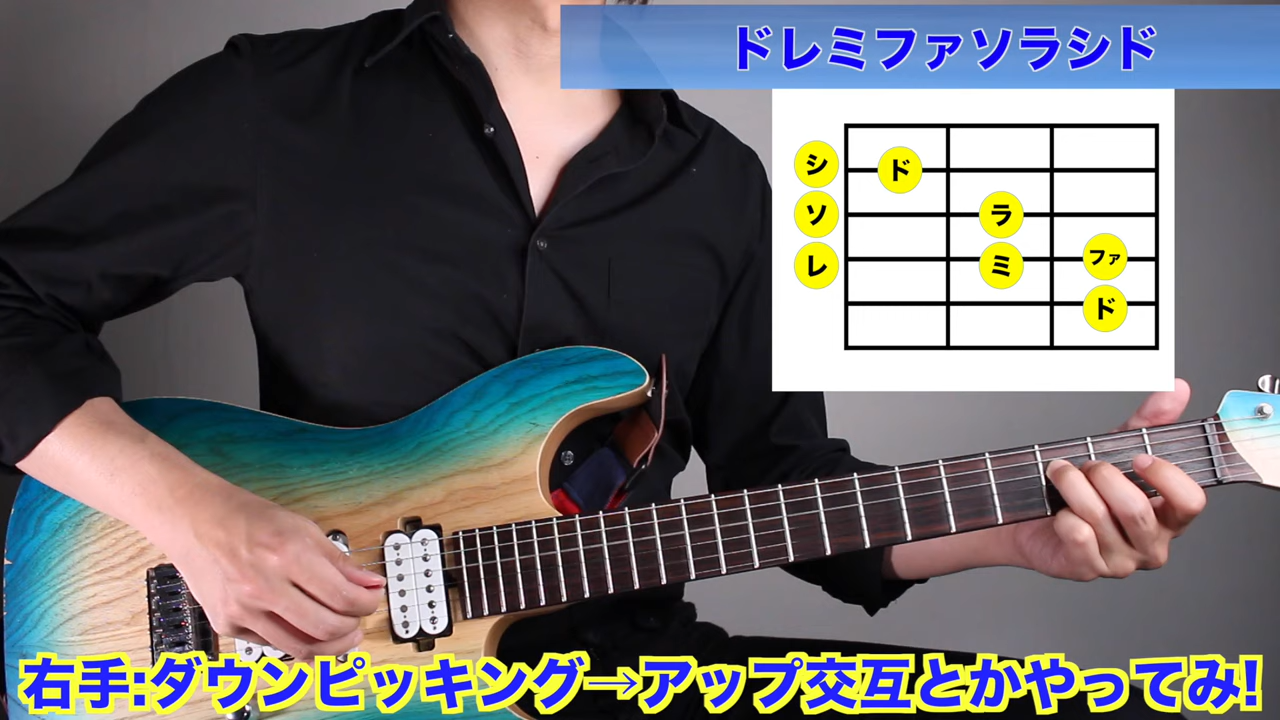 ドレミファソラシド
シ
ド
ソ
ラ
レ
ミ
ファ
ド
右手:ダウンピッキング→アップ交互とかやってみ!